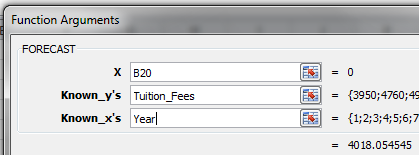 Function Arguments
FORECAST
X B20 = 0
Known_y's Tuition_Fees = {3950;4760;49
Known_x's Year = {1;2;3;4;5;6;7
= 4018.054545